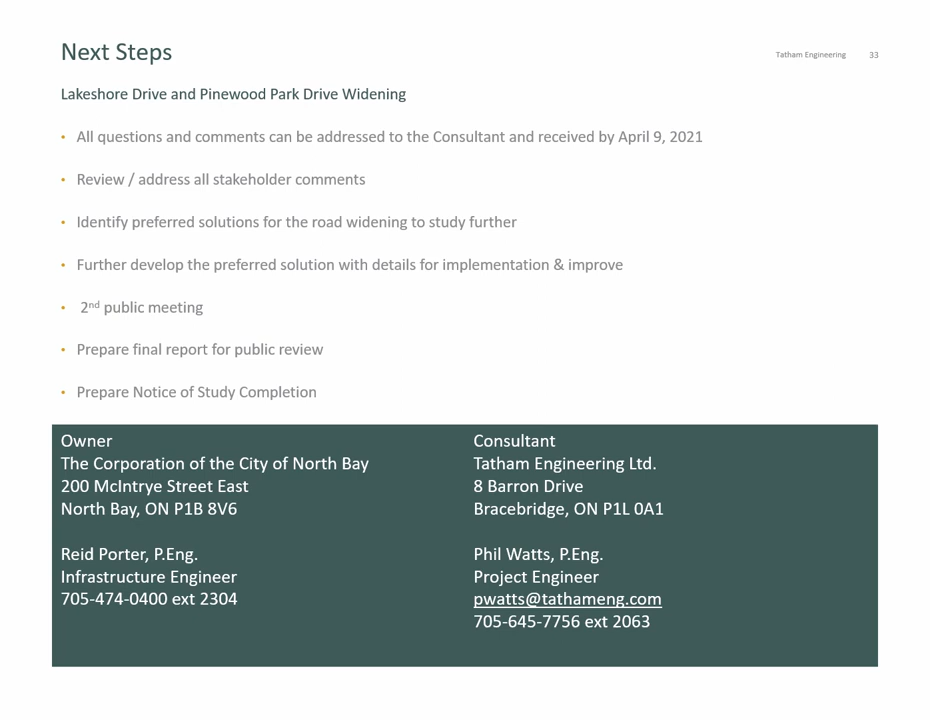 Next Steps
Tatham Engineering 33
Lakeshore Drive and Pinewood Park Drive Widening
• All questions and comments can be addressed to the Consultant and received by April 9, 2021
• Review / address all stakeholder comments
• Identify preferred solutions for the road widening to study further
• Further develop the preferred solution with details for implementation & improve
• 2nd public meeting
• Prepare final report for public review
• Prepare Notice of Study Completion
Owner
The Corporation of the City of North Bay
200 McIntrye Street East
North Bay, ON P1B 8V6
Reid Porter, P.Eng.
Infrastructure Engineer
705-474-0400 ext 2304
Consultant
Tatham Engineering Ltd.
8 Barron Drive
Bracebridge, ON P1L 0A1
Phil Watts, P.Eng.
Project Engineer
pwatts@tathameng.com
705-645-7756 ext 2063